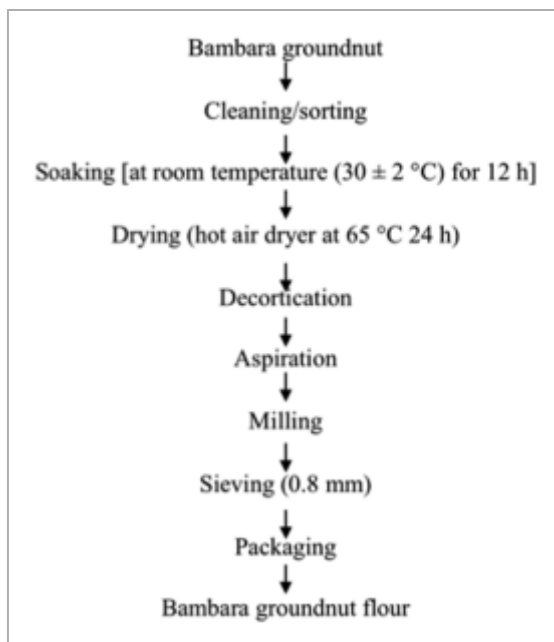 Bambara groundnut
Cleaning/sorting
Soaking [at room temperature (30 ± 2 °C) for 12 h]
Drying (hot air dryer at 65 °C 24 h)
Decortication
Aspiration
Milling
Sieving (0.8 mm)
Packaging
Bambara groundnut flour